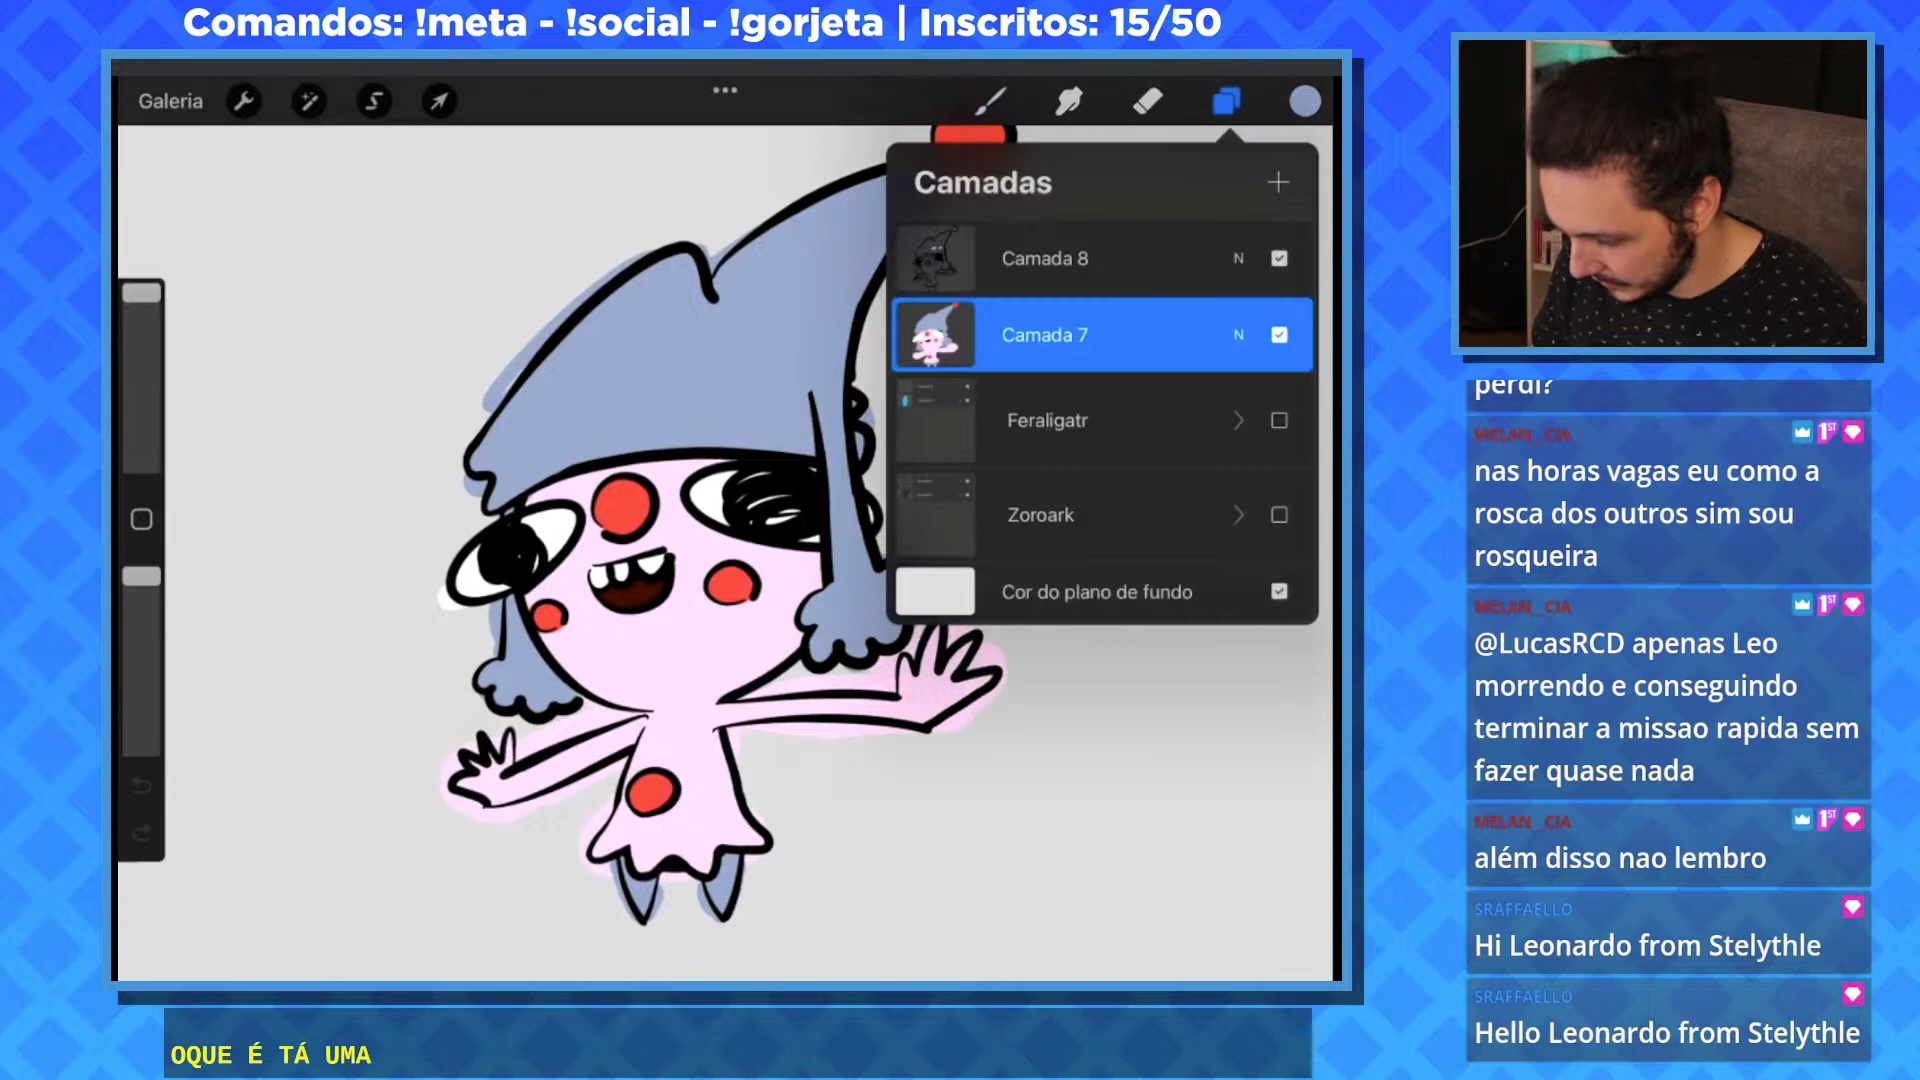 Comandos: !meta - !social - !gorjeta | Inscritos: 15/50
Galeria
Camadas
Camada 8
N
Camada 7
N
Feraligatr
Zoroark
Cor do plano de fundo
perdi?
MELAN_CIA
1ST
nas horas vagas eu como a
rosca dos outros sim sou
rosqueira
MELAN_CIA
1ST
@LucasRCD apenas Leo
morrendo e conseguindo
terminar a missao rapida sem
fazer quase nada
MELAN_CIA
1ST
além disso nao lembro
SRAFFAELLO
Hi Leonardo from Stelythle
SRAFFAELLO
Hello Leonardo from Stelythle
OQUE É TÁ UMA